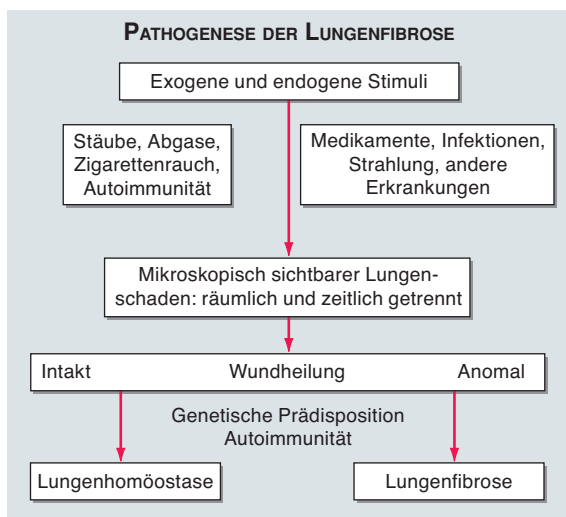 PATHOGENESE DER LUNGENFIBROSE
Exogene und endogene Stimuli
Stäube, Abgase,
Zigarettenrauch,
Autoimmunität
Medikamente, Infektionen,
Strahlung, andere
Erkrankungen
Mikroskopisch sichtbarer Lungen-
schaden: räumlich und zeitlich getrennt
Intakt Wundheilung Anomal
Genetische Prädisposition
Autoimmunität
Lungenhomöostase
Lungenfibrose